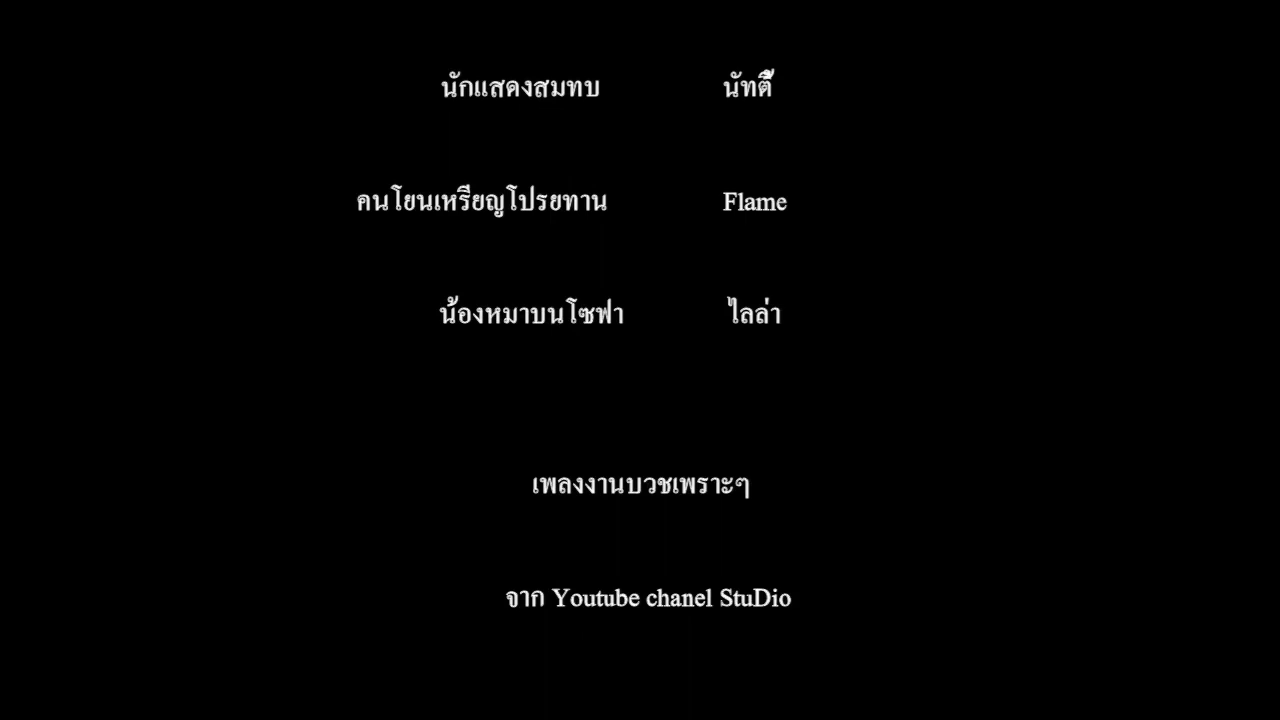 นักแสดงสมทบ นัทตี้
คนโยนเหรียญโปรยทาน Flame
น้องหมาบนโซฟา ไลล่า
เพลงงานบวชเพราะๆ
จาก Youtube chanel StuDio